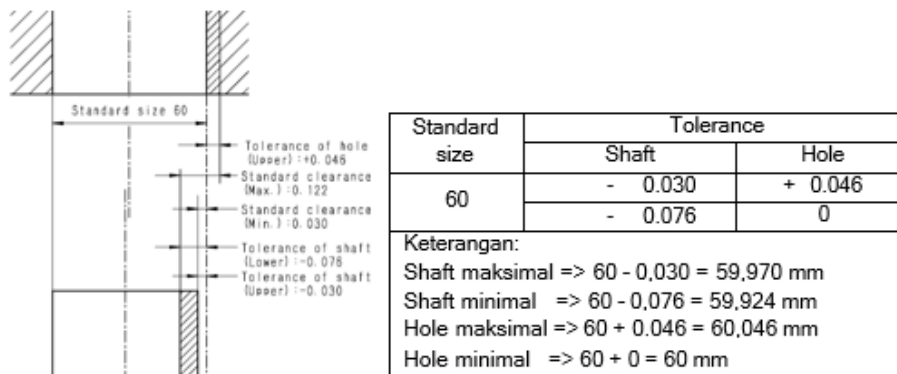 Standard size 60
Tolerance of hole
(Upper) :+0.046
Standard clearance
(Max.) :0.122
Standard clearance
(Min.) :0.030
Tolerance of shaft
(Lower) :-0.076
Tolerance of shaft
(Upper) :-0.030
Standard size Tolerance
Shaft Hole
60 - 0.030 + 0.046
- 0.076 0
Keterangan:
Shaft maksimal => 60 - 0,030 = 59,970 mm
Shaft minimal => 60 - 0,076 = 59,924 mm
Hole maksimal => 60 + 0.046 = 60,046 mm
Hole minimal => 60 + 0 = 60 mm